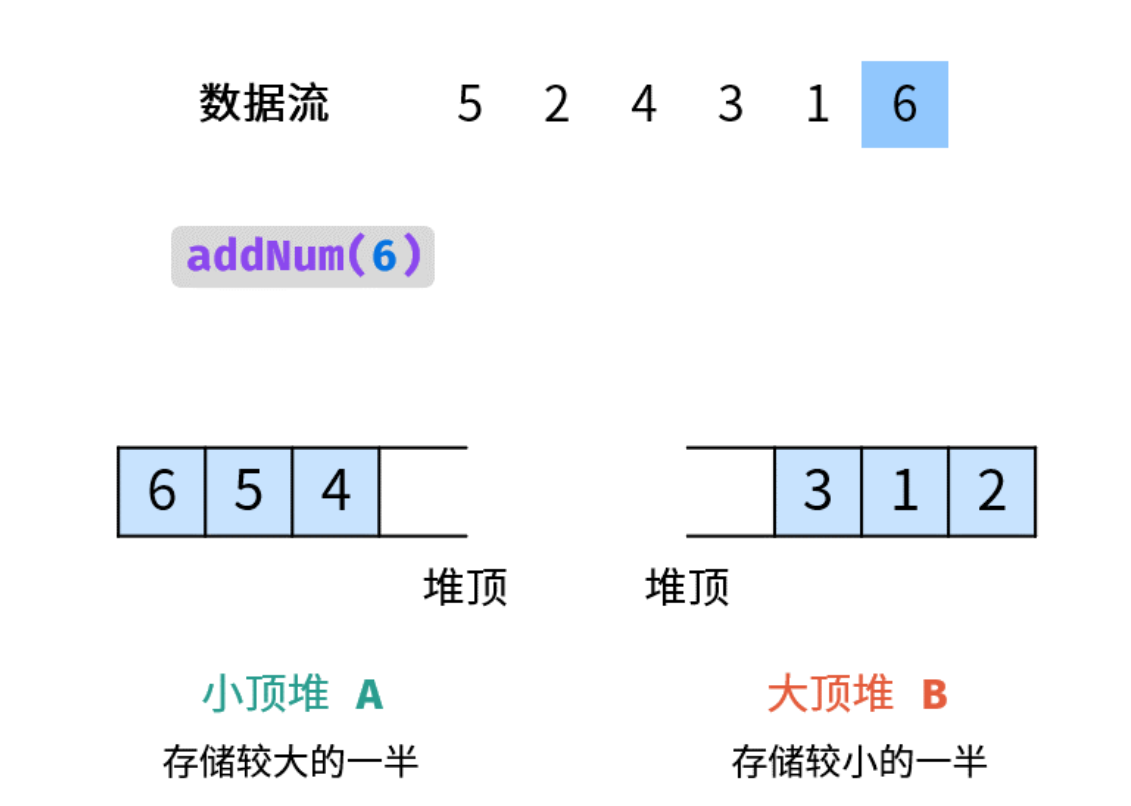 数据流 5 2 4 3 1 6
addNum(6)
6 5 4 3 1 2
堆顶 堆顶
小顶堆 A 大顶堆 B
存储较大的一半 存储较小的一半